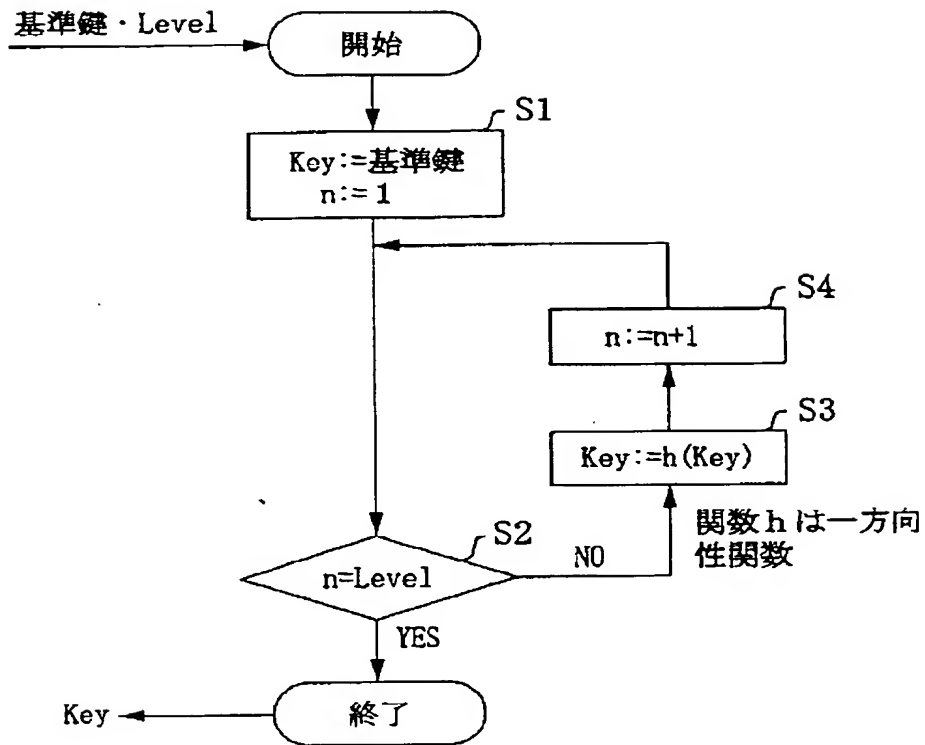 基準鍵・Level
開始
S1
Key:=基準鍵
n:=1
S4
n:=n+1
S3
Key:=h(Key)
関数hは一方向
性関数
S2
n=Level
NO
YES
Key
終了